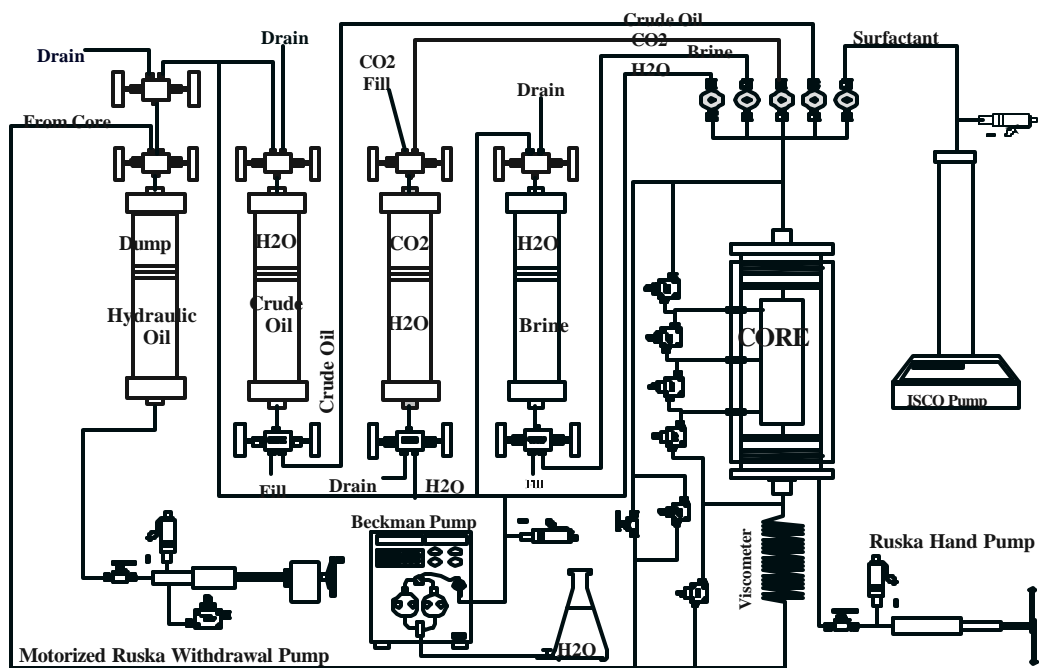 Crude Oil
CO2
Brine
H2O
Surfactant
Drain
Drain
CO2
Fill
Drain
From Core
Dump
Hydraulic
Oil
H2O
Crude
Oil
CO2
H2O
H2O
Brine
CORE
Crude Oil
ISCO Pump
Fill
Drain
H2O
Beckman Pump
Viscometer
Ruska Hand Pump
H2O
Motorized Ruska Withdrawal Pump